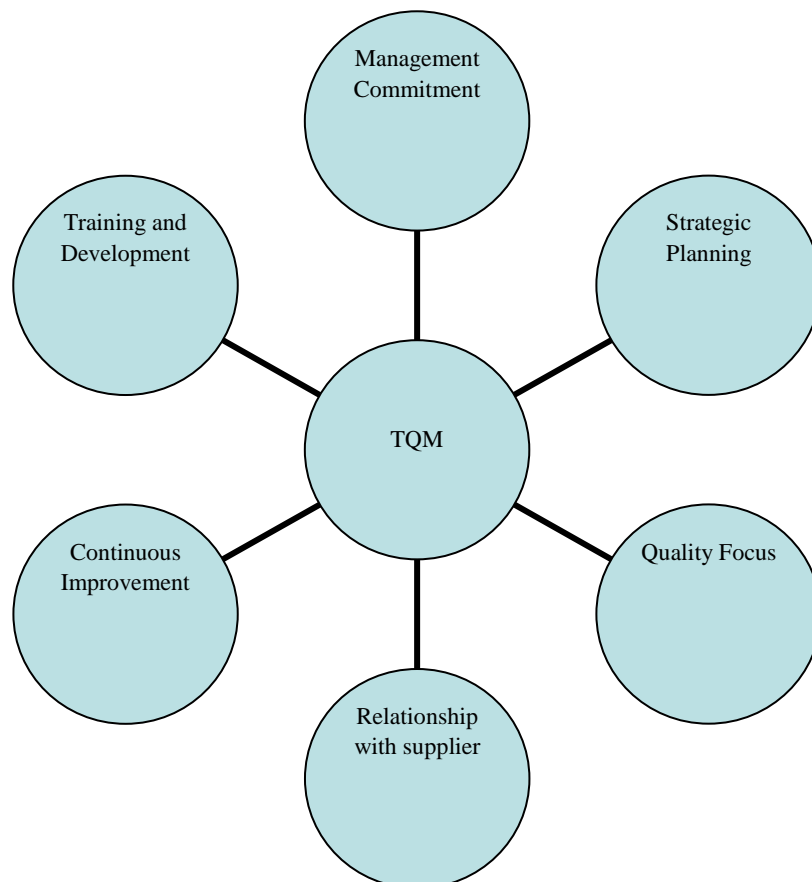 Management
Commitment
Training and
Development
Strategic
Planning
TQM
Continuous
Improvement
Quality Focus
Relationship
with supplier